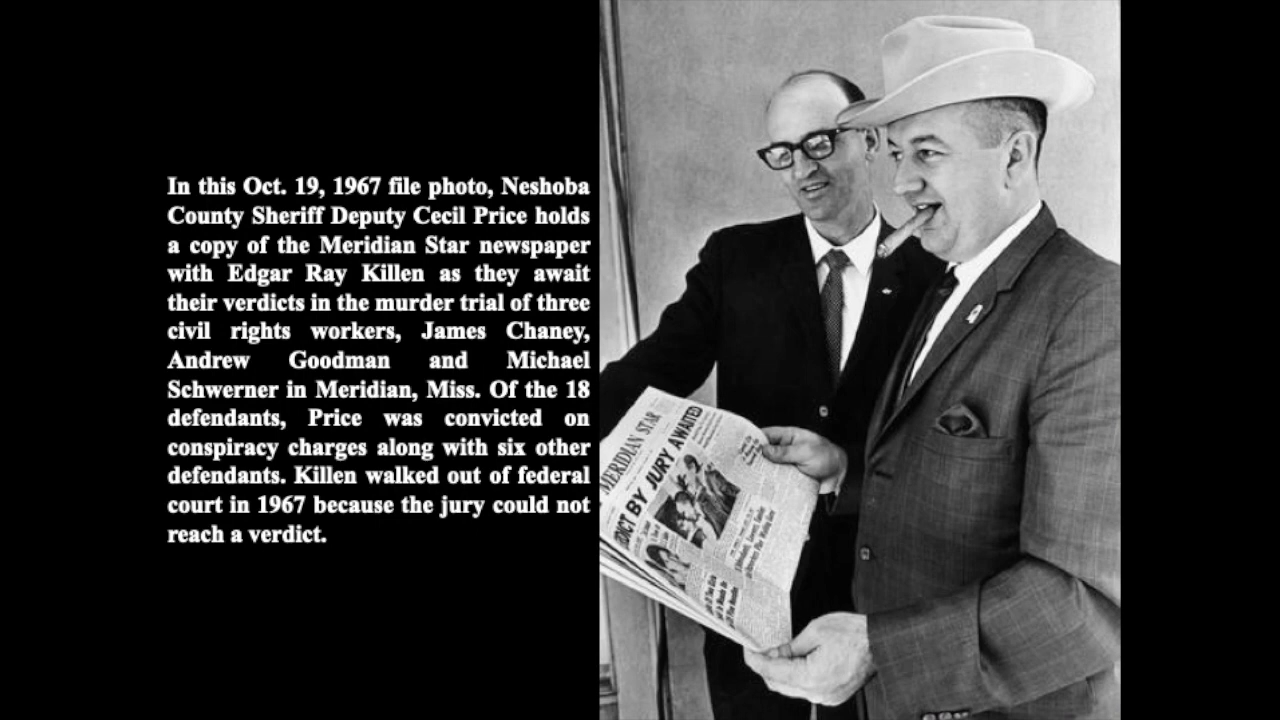 In this Oct. 19, 1967 file photo, Neshoba
County Sheriff Deputy Cecil Price holds
a copy of the Meridian Star newspaper
with Edgar Ray Killen as they await
their verdicts in the murder trial of three
civil rights workers, James Chaney,
Andrew Goodman and Michael
Schwerner in Meridian, Miss. Of the 18
defendants, Price was convicted on
conspiracy charges along with six other
defendants. Killen walked out of federal
court in 1967 because the jury could not
reach a verdict.
MERIDIAN STAR
BY JURY AWAITED